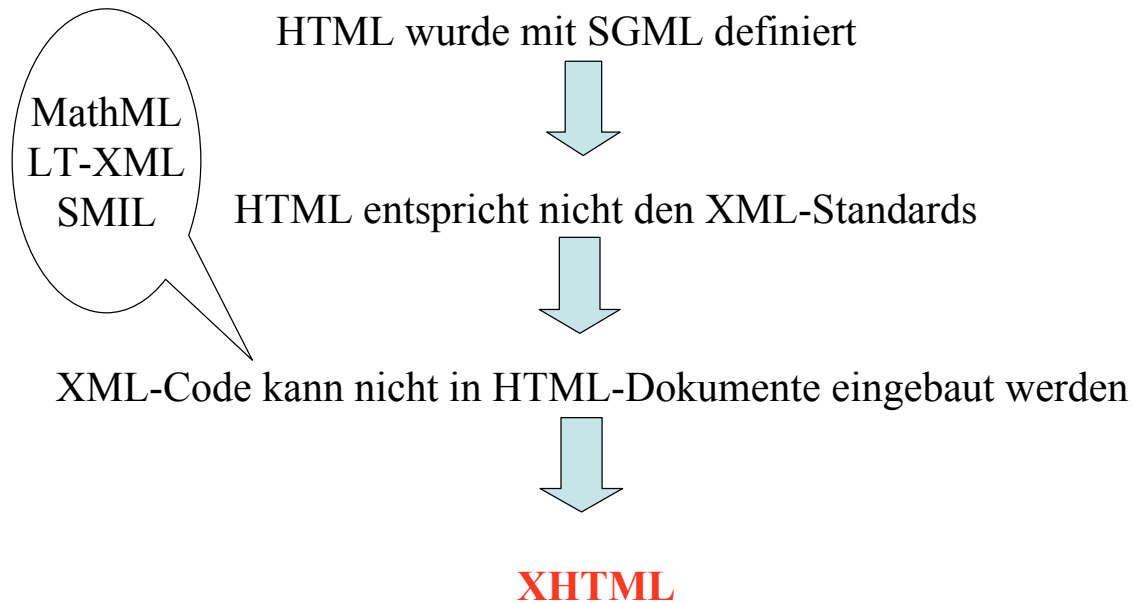 HTML wurde mit SGML definiert
MathML
LT-XML
SMIL
HTML entspricht nicht den XML-Standards
XML-Code kann nicht in HTML-Dokumente eingebaut werden
XHTML